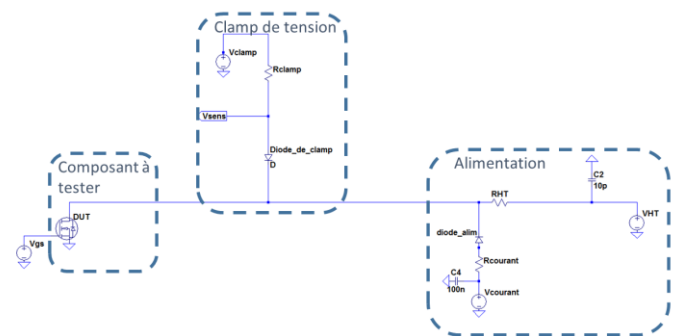 Clamp de tension
Vclamp
Rclamp
Vsens
Diode_de_clamp
D
Composant à
tester
DUT
Vgs
Alimentation
C2
10p
RHT
VHT
diode_alim
Rcourant
C4
100n
Vcourant